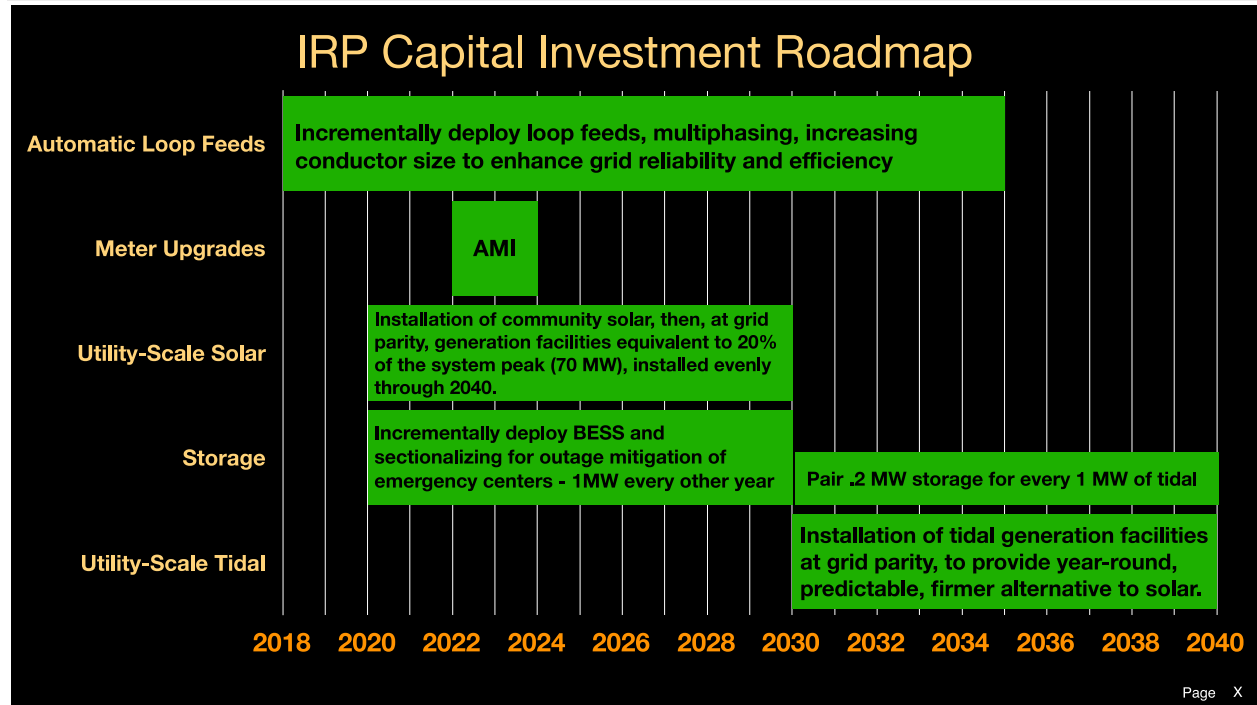 IRP Capital Investment Roadmap
Automatic Loop Feeds
Incrementally deploy loop feeds, multiphasing, increasing
conductor size to enhance grid reliability and efficiency
Meter Upgrades
AMI
Utility-Scale Solar
Installation of community solar, then, at grid
parity, generation facilities equivalent to 20%
of the system peak (70 MW), installed evenly
through 2040.
Storage
Incrementally deploy BESS and
sectionalizing for outage mitigation of
emergency centers - 1MW every other year
Pair .2 MW storage for every 1 MW of tidal
Utility-Scale Tidal
Installation of tidal generation facilities
at grid parity, to provide year-round,
predictable, firmer alternative to solar.
2018 2020 2022 2024 2026 2028 2030 2032 2034 2036 2038 2040
Page X